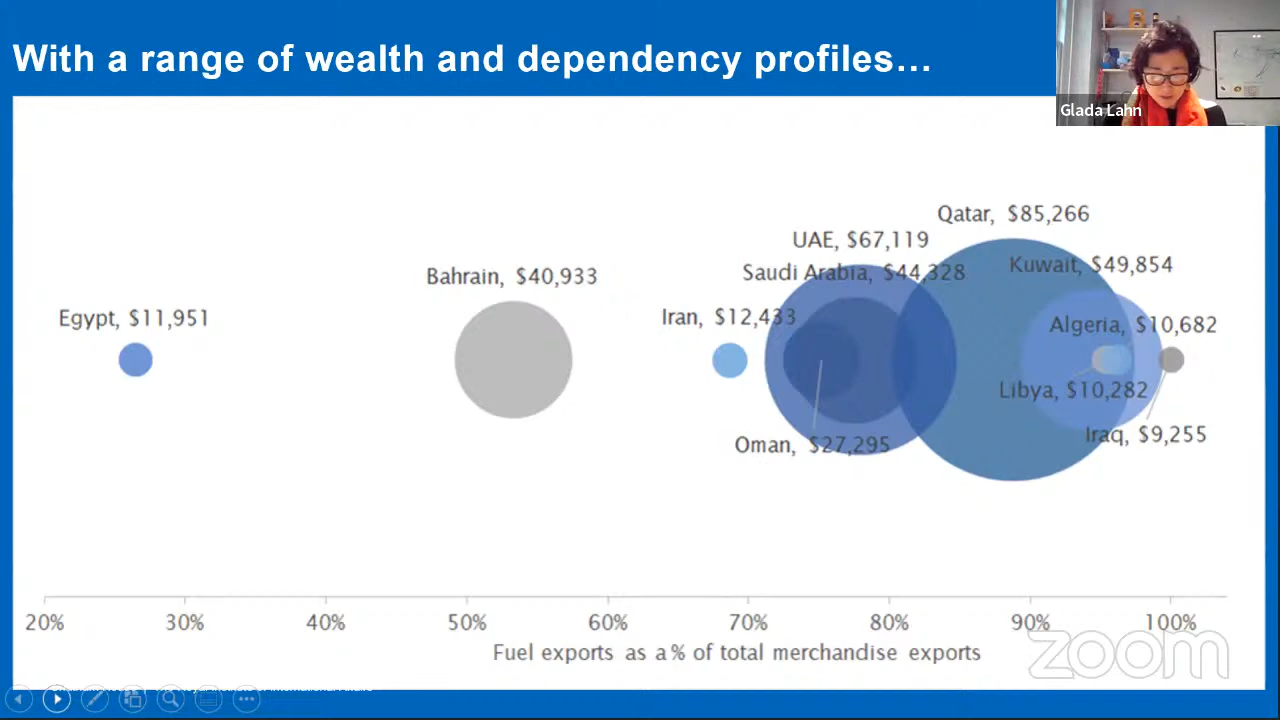 With a range of wealth and dependency profiles…
Glada Lahn
Qatar, $85,266
UAE, $67,119
Saudi Arabia, $44,328
Kuwait, $49,854
Bahrain, $40,933
Egypt, $11,951
Iran, $12,433
Algeria, $10,682
Libya, $10,282
Iraq, $9,255
Oman, $27,295
20% 30% 40% 50% 60% 70% 80% 90% 100%
Fuel exports as a % of total merchandise exports
zoom